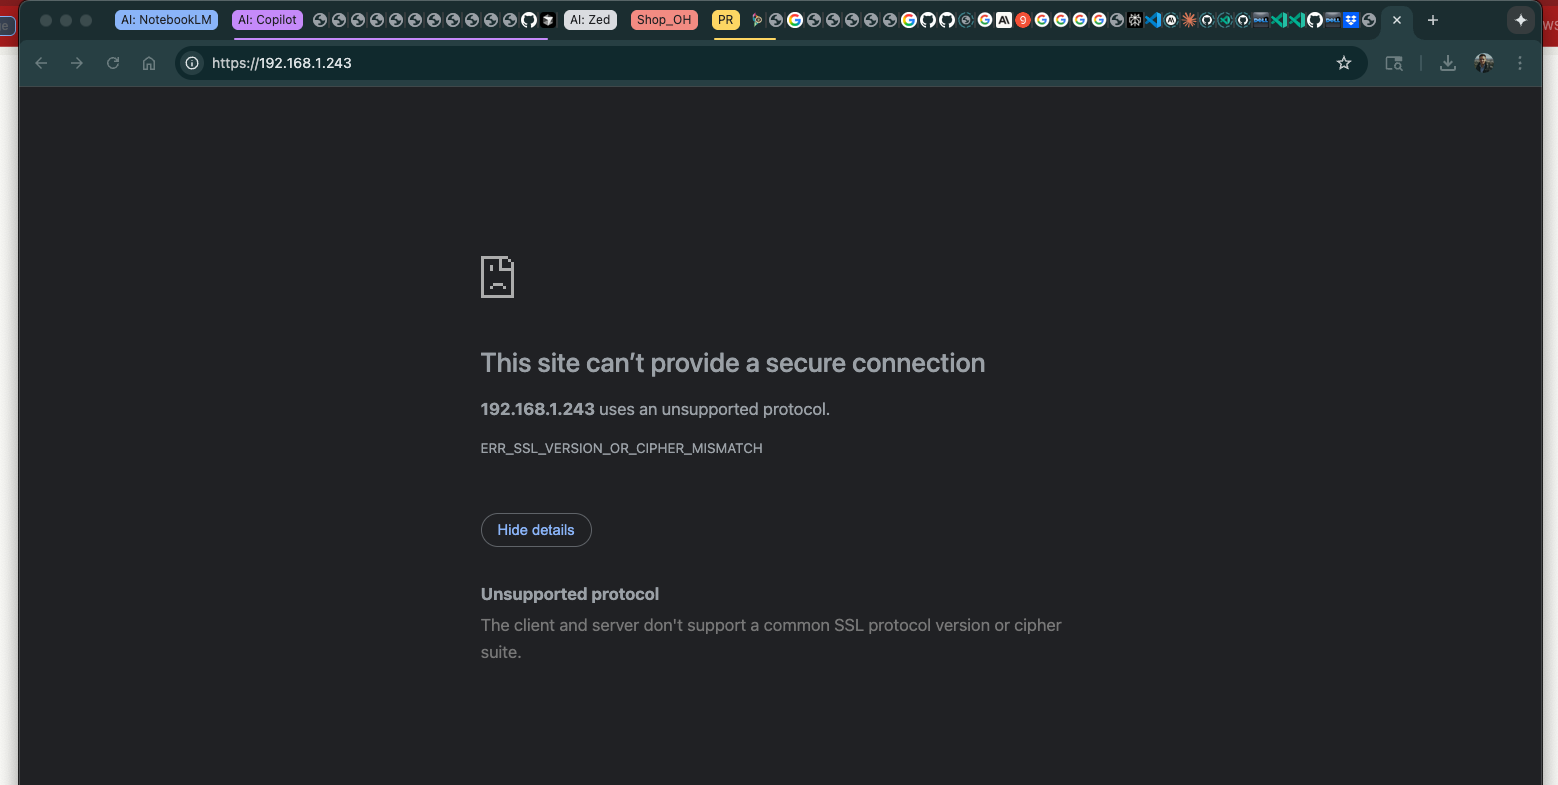 AI: NotebookLM
AI: Copilot
AI: Zed
Shop_OH
PR
https://192.168.1.243
This site can’t provide a secure connection
192.168.1.243 uses an unsupported protocol.
ERR_SSL_VERSION_OR_CIPHER_MISMATCH
Hide details
Unsupported protocol
The client and server don't support a common SSL protocol version or cipher
suite.